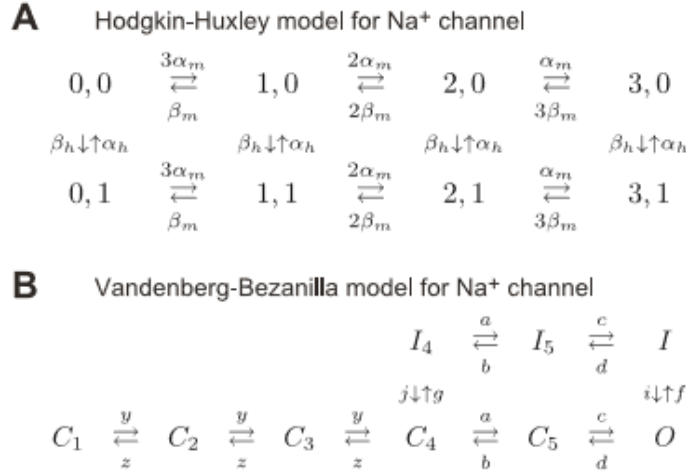 A Hodgkin-Huxley model for Na⁺ channel
3αₘ 2αₘ αₘ
0, 0 ⇄ 1, 0 ⇄ 2, 0 ⇄ 3, 0
βₘ 2βₘ 3βₘ
βₕ↓↑αₕ βₕ↓↑αₕ βₕ↓↑αₕ βₕ↓↑αₕ
3αₘ 2αₘ αₘ
0, 1 ⇄ 1, 1 ⇄ 2, 1 ⇄ 3, 1
βₘ 2βₘ 3βₘ
B Vandenberg-Bezanilla model for Na⁺ channel
a c
I₄ ⇄ I₅ ⇄ I
b d
j↓↑g i↓↑f
y y y a c
C₁ ⇄ C₂ ⇄ C₃ ⇄ C₄ ⇄ C₅ ⇄ O
z z z b d